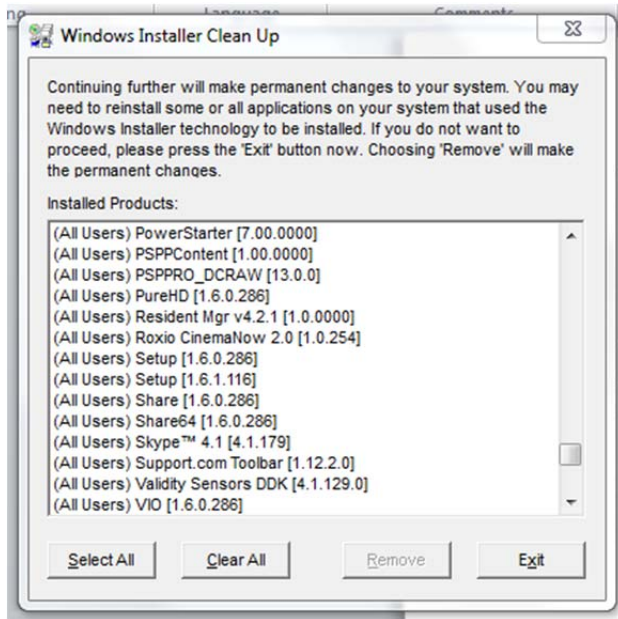 Language
Comments
Windows Installer Clean Up
Continuing further will make permanent changes to your system. You may
need to reinstall some or all applications on your system that used the
Windows Installer technology to be installed. If you do not want to
proceed, please press the 'Exit' button now. Choosing 'Remove' will make
the permanent changes.
Installed Products:
(All Users) PowerStarter [7.00.0000]
(All Users) PSPPContent [1.00.0000]
(All Users) PSPPRO_DCRAW [13.0.0]
(All Users) PureHD [1.6.0.286]
(All Users) Resident Mgr v4.2.1 [1.0.0000]
(All Users) Roxio CinemaNow 2.0 [1.0.254]
(All Users) Setup [1.6.0.286]
(All Users) Setup [1.6.1.116]
(All Users) Share [1.6.0.286]
(All Users) Share64 [1.6.0.286]
(All Users) Skype™ 4.1 [4.1.179]
(All Users) Support.com Toolbar [1.12.2.0]
(All Users) Validity Sensors DDK [4.1.129.0]
(All Users) VIO [1.6.0.286]
Select All
Clear All
Remove
Exit